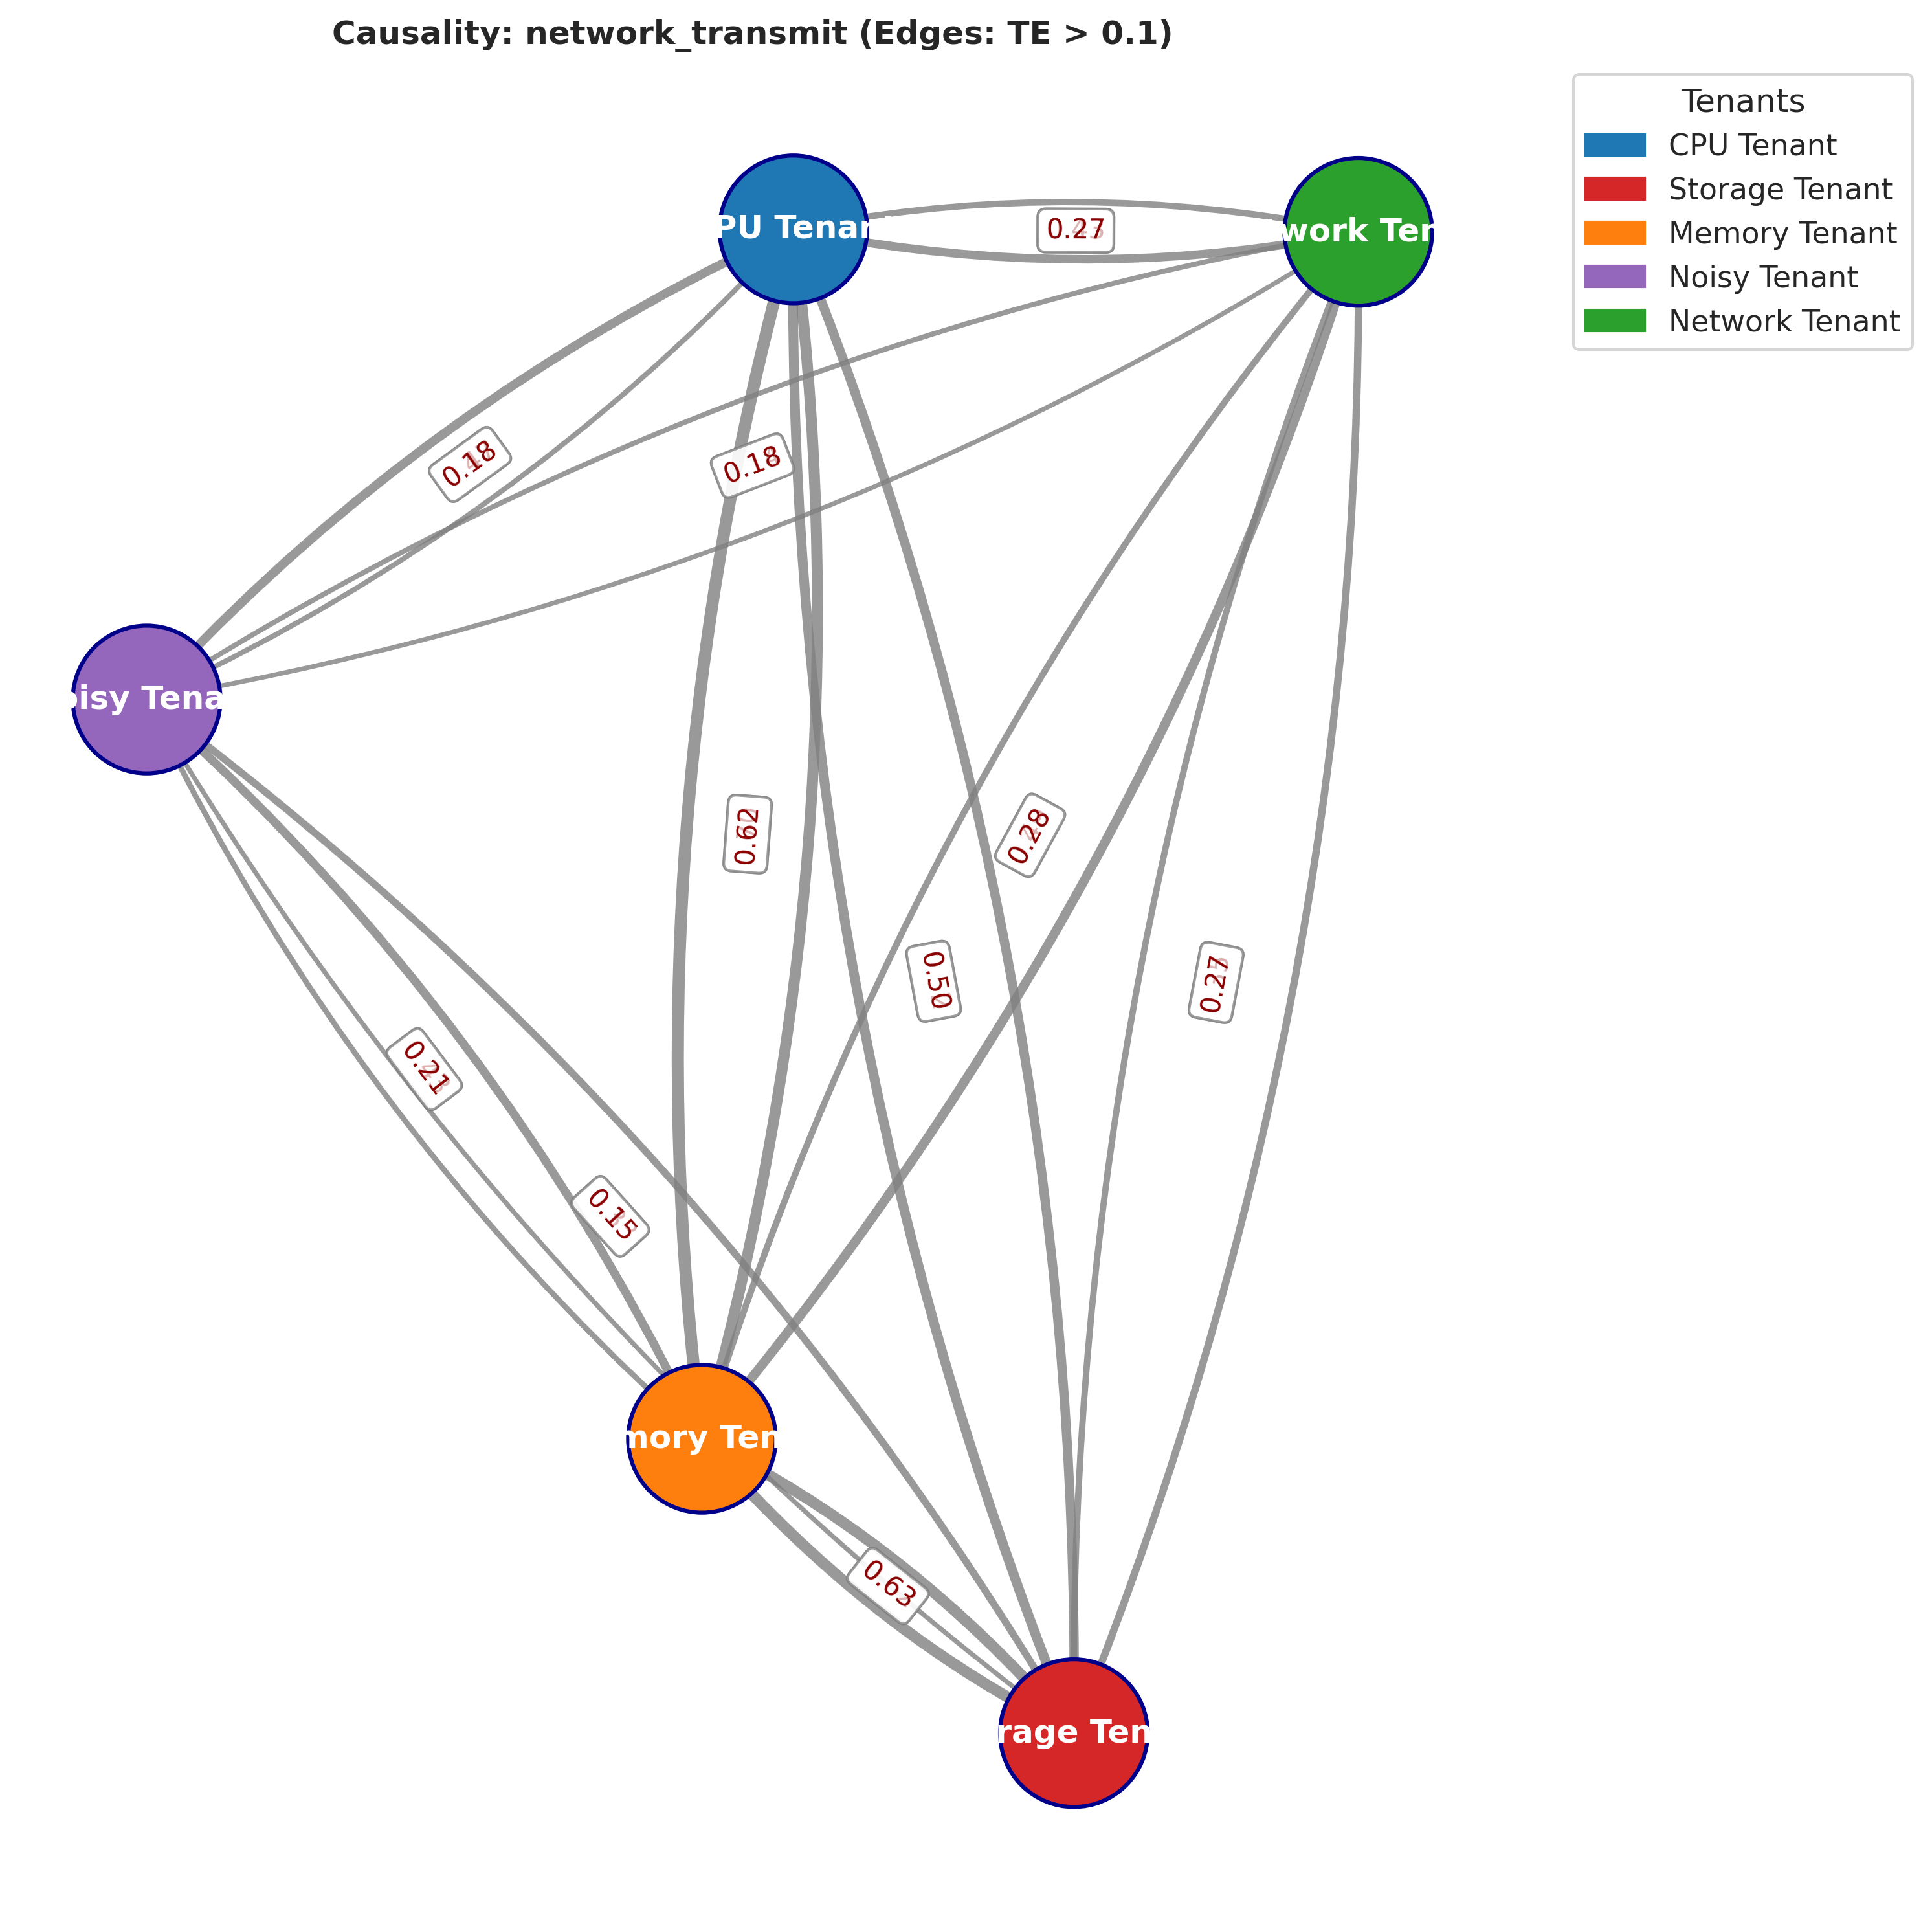 Causality: network_transmit (Edges: TE > 0.1)
Tenants
CPU Tenant
Storage Tenant
Memory Tenant
Noisy Tenant
Network Tenant
PU Tenan
work Ten
0.27
0.18
0.18
oisy Tena
0.62
0.28
0.50
0.27
0.21
0.15
mory Ten
0.63
rage Ten